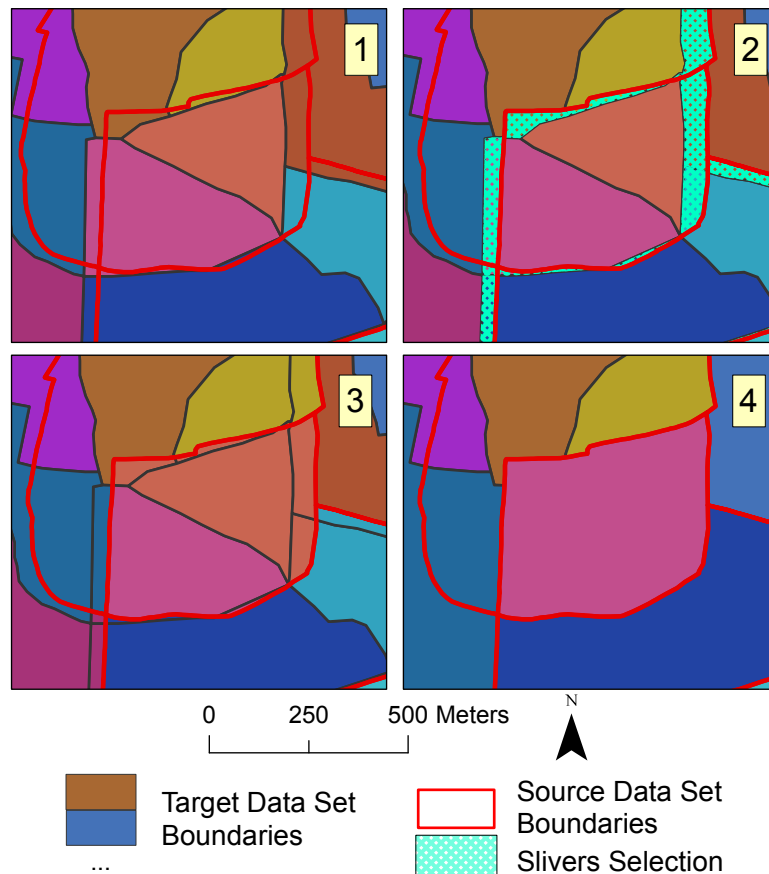 1
2
3
4
0 250 500 Meters
N
Target Data Set
Boundaries
...
Source Data Set
Boundaries
Slivers Selection